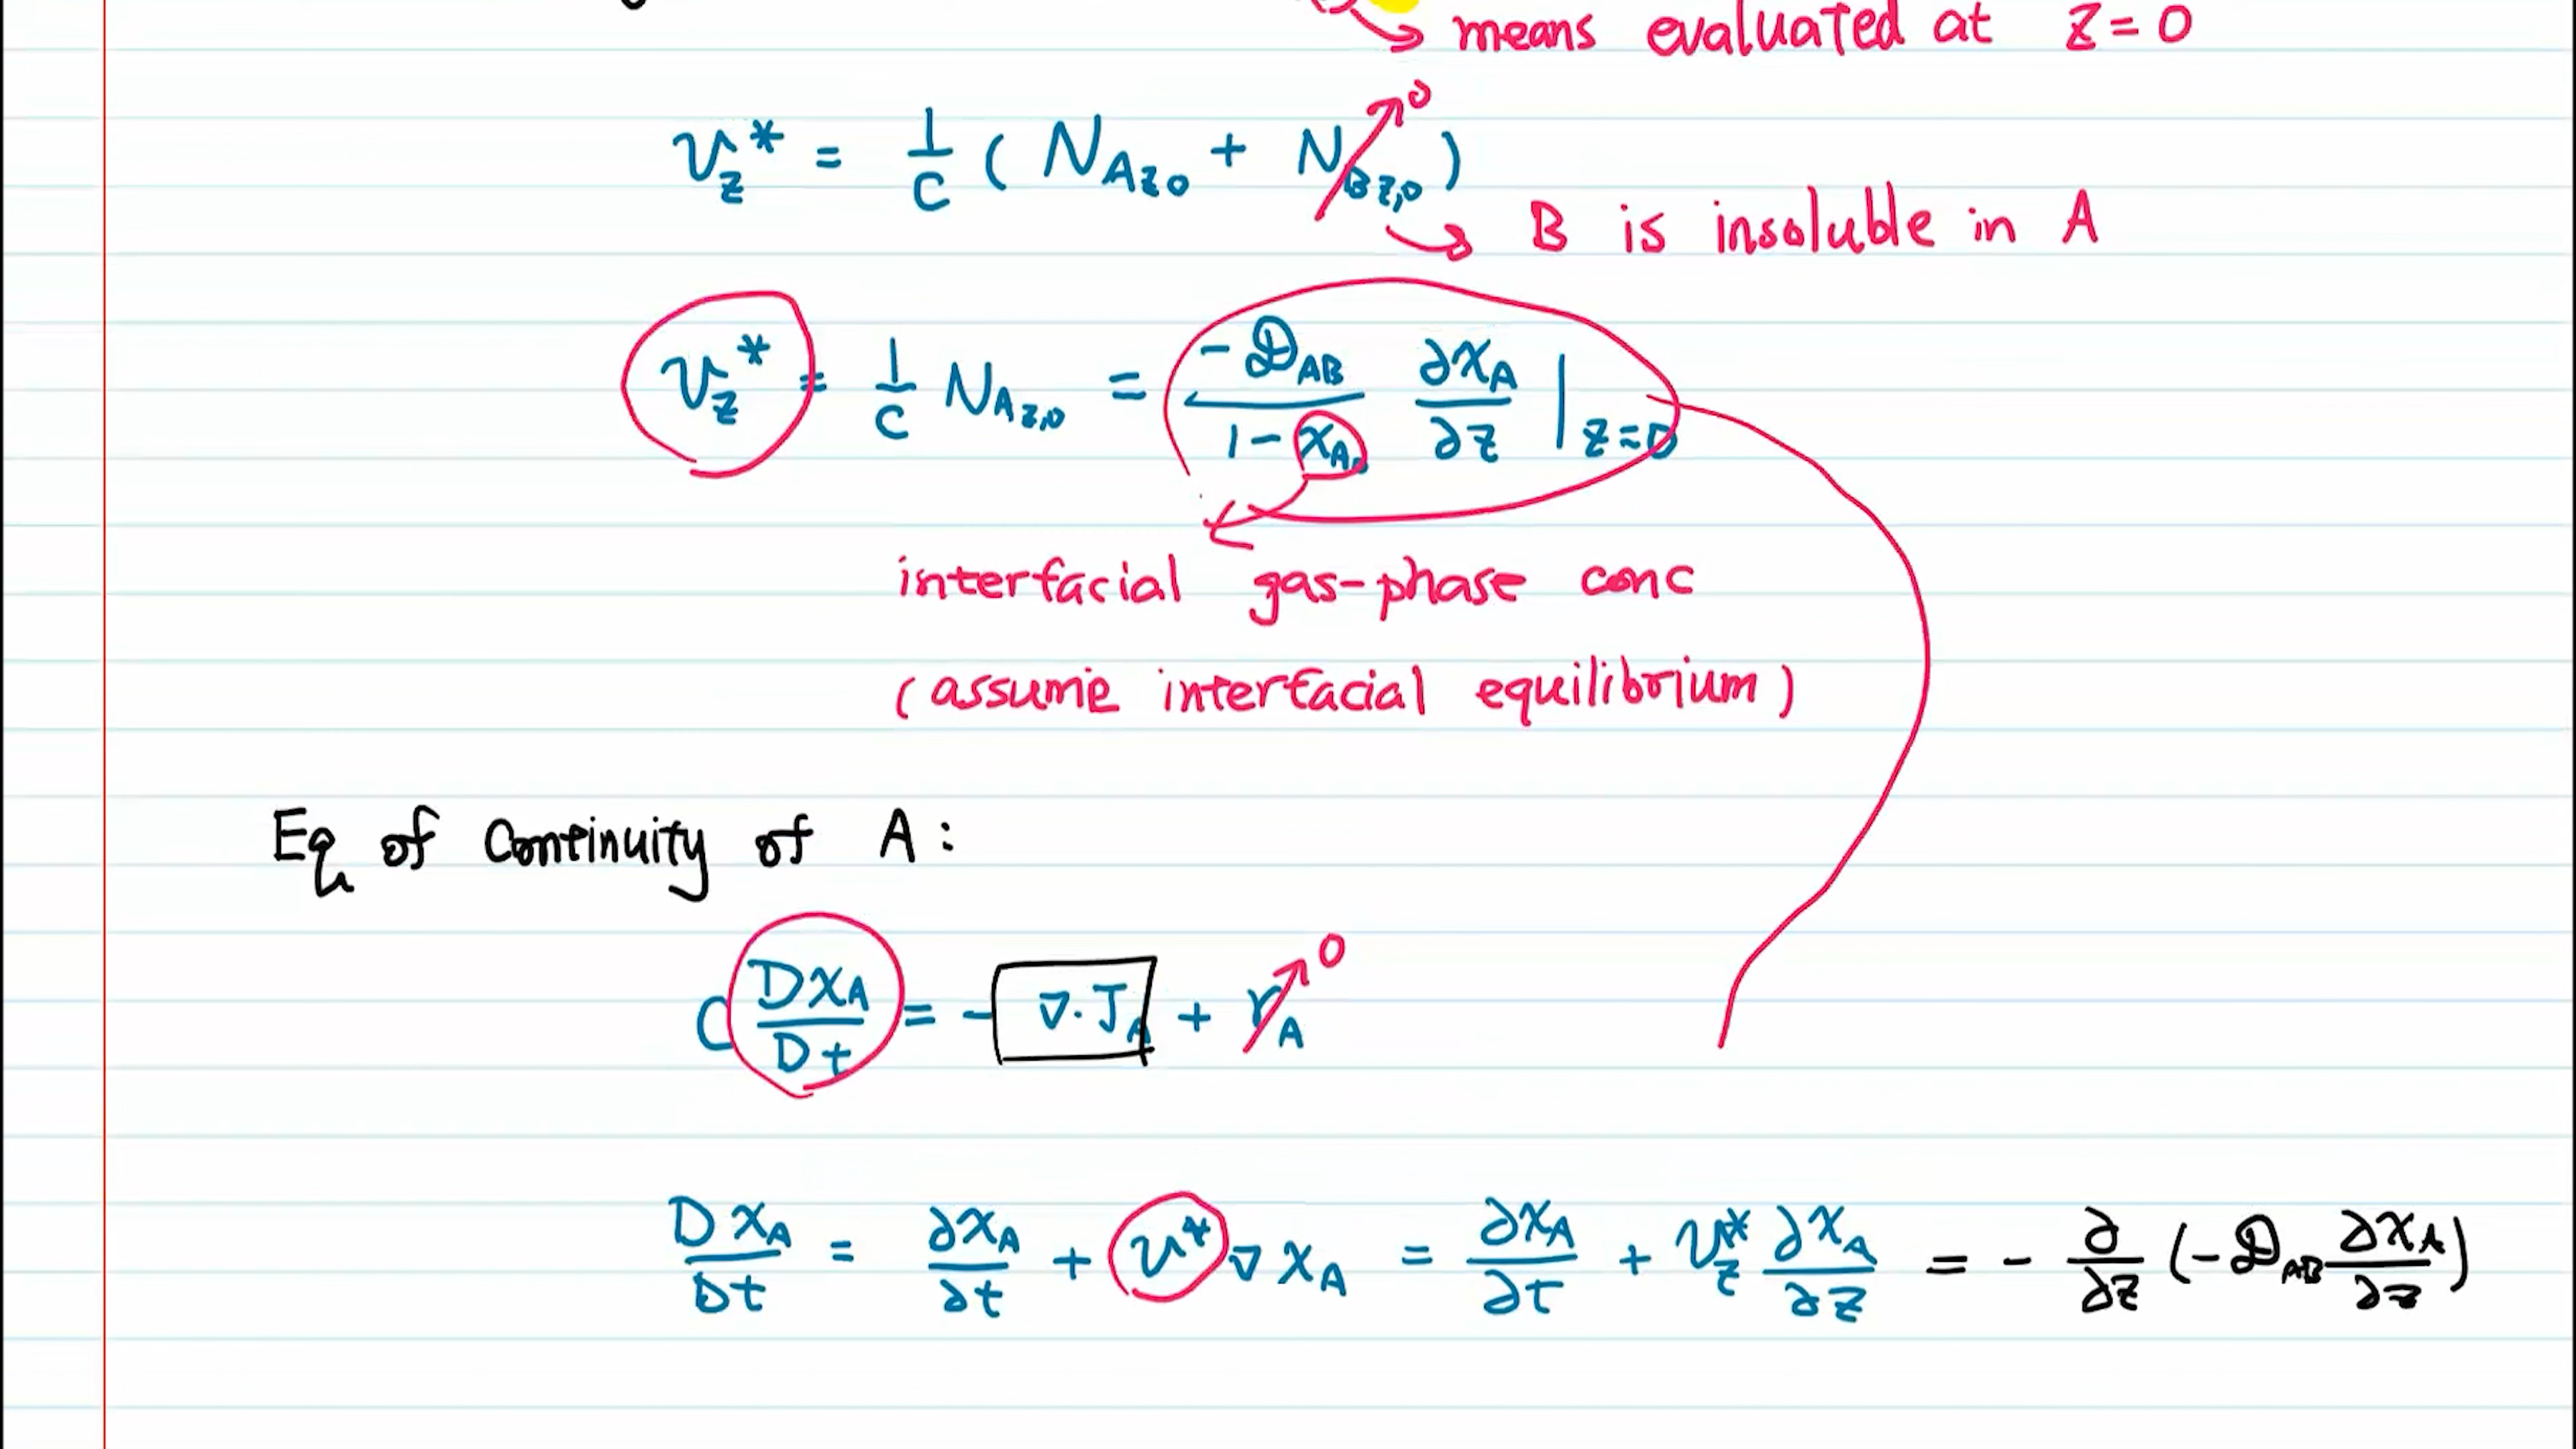 means evaluated at z = 0
v_z* = 1/C ( N_Az0 + N_Bz,0 ) 0
B is insoluble in A
v_z* = 1/C N_Az,0 = -𝒟_AB/(1-x_A0) ∂x_A/∂z |_z=0
interfacial gas-phase conc
(assume interfacial equilibrium)
Eq of Continuity of A:
C Dx_A/Dt = - ∇·J_A + r_A 0
Dx_A/Dt = ∂x_A/∂t + v* ∇ x_A = ∂x_A/∂t + v_z* ∂x_A/∂z = - ∂/∂z (-𝒟_AB ∂x_A/∂z)